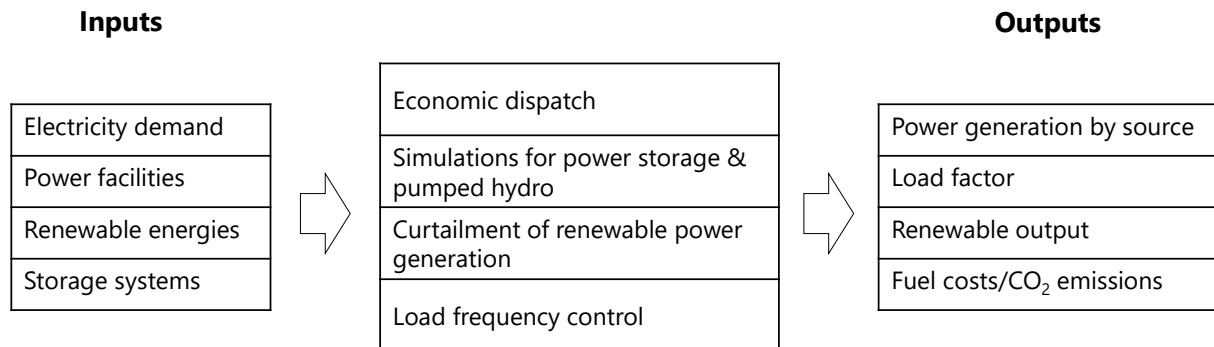 Inputs
Outputs
Electricity demand
Power facilities
Renewable energies
Storage systems
Economic dispatch
Simulations for power storage &
pumped hydro
Curtailment of renewable power
generation
Load frequency control
Power generation by source
Load factor
Renewable output
Fuel costs/CO₂ emissions